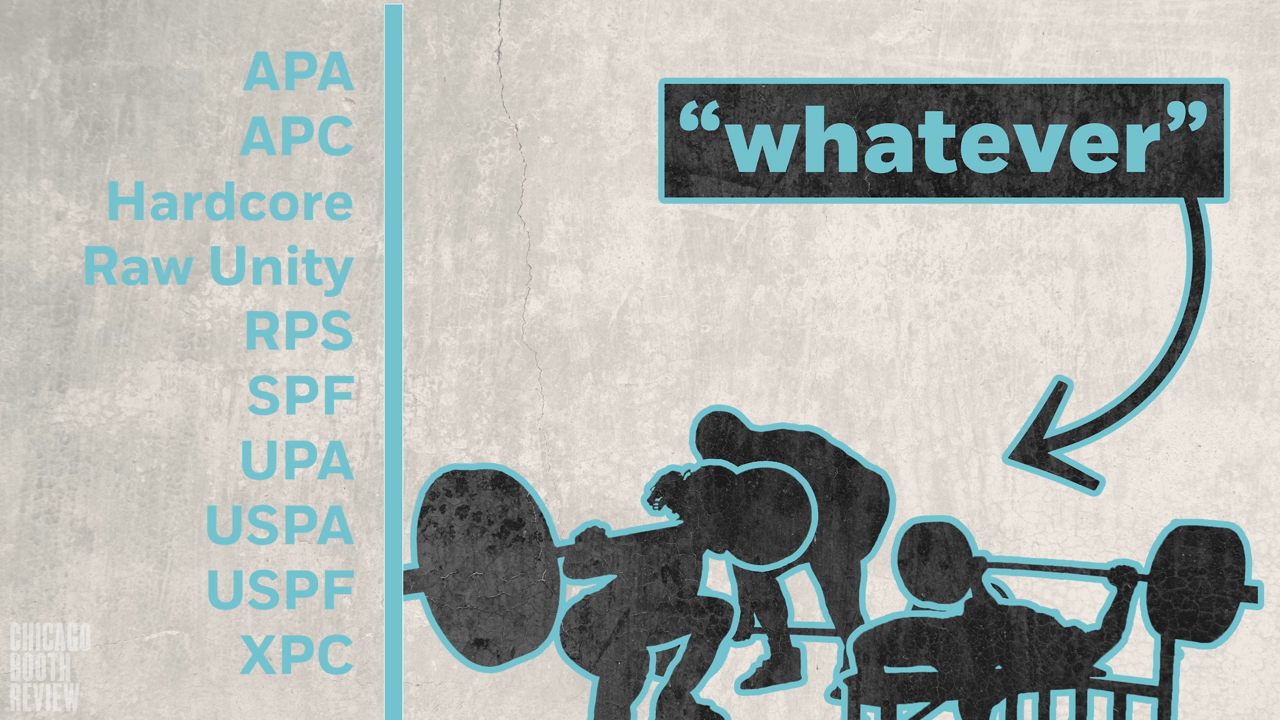 APA
APC
Hardcore
Raw Unity
RPS
SPF
UPA
USPA
USPF
XPC
“whatever”
CHICAGO
BOOTH
REVIEW